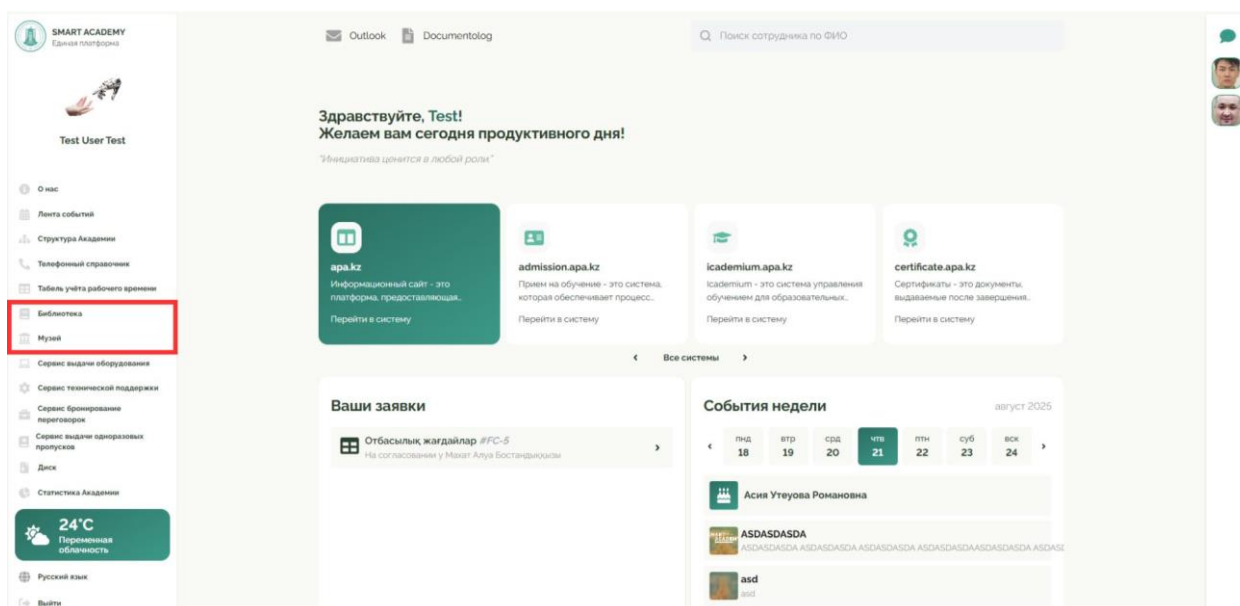 SMART ACADEMY
Единая платформа
Test User Test
О нас
Лента событий
Структура Академии
Телефонный справочник
Табель учёта рабочего времени
Библиотека
Музей
Сервис выдачи оборудования
Сервис технической поддержки
Сервис бронирование
переговорок
Сервис выдачи одноразовых
пропусков
Диск
Статистика Академии
24°C
Переменная
облачность
Русский язык
Выйти
Outlook
Documentolog
Поиск сотрудника по ФИО
Здравствуйте, Test!
Желаем вам сегодня продуктивного дня!
"Инициатива ценится в любой роли"
apa.kz
Информационный сайт - это
платформа, предоставляющая..
Перейти в систему
admission.apa.kz
Прием на обучение - это система,
которая обеспечивает процесс..
Перейти в систему
icademium.apa.kz
Icademium - это система управления
обучением для образовательных..
Перейти в систему
certificate.apa.kz
Сертификаты - это документы,
выдаваемые после завершения..
Перейти в систему
Все системы
Ваши заявки
Отбасылық жағдайлар #FC-5
На согласовании у Махат Алуа
События недели
август 2025
пнд втр срд чтв птн суб вск
18 19 20 21 22 23 24
Асия Утеуова Романовна
ASDASDASDA
ASDASDASDA ASDASDASDA ASDASDASDA ASDASDASDAASDASDASDA ASDASD
asd
asd